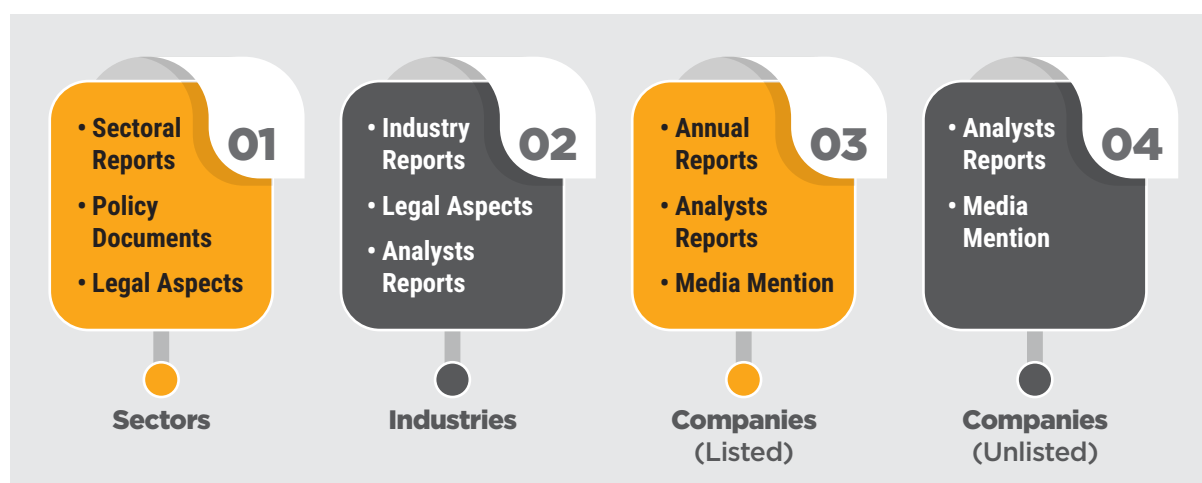 01
• Sectoral
Reports
• Policy
Documents
• Legal Aspects
Sectors
02
• Industry
Reports
• Legal Aspects
• Analysts
Reports
Industries
03
• Annual
Reports
• Analysts
Reports
• Media Mention
Companies
(Listed)
04
• Analysts
Reports
• Media
Mention
Companies
(Unlisted)